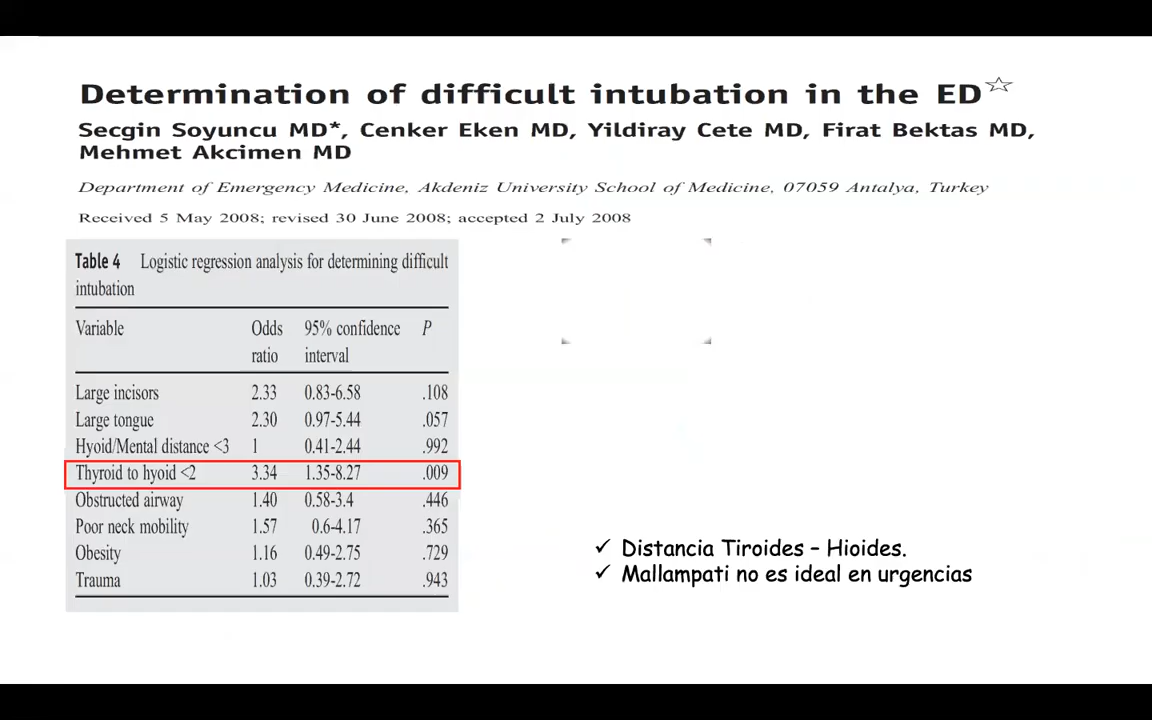 Determination of difficult intubation in the ED☆
Secgin Soyuncu MD*, Cenker Eken MD, Yildiray Cete MD, Firat Bektas MD,
Mehmet Akcimen MD
Department of Emergency Medicine, Akdeniz University School of Medicine, 07059 Antalya, Turkey
Received 5 May 2008; revised 30 June 2008; accepted 2 July 2008
Table 4 Logistic regression analysis for determining difficult
intubation
Variable Odds 95% confidence P
ratio interval
Large incisors 2.33 0.83-6.58 .108
Large tongue 2.30 0.97-5.44 .057
Hyoid/Mental distance <3 1 0.41-2.44 .992
Thyroid to hyoid <2 3.34 1.35-8.27 .009
Obstructed airway 1.40 0.58-3.4 .446
Poor neck mobility 1.57 0.6-4.17 .365
Obesity 1.16 0.49-2.75 .729
Trauma 1.03 0.39-2.72 .943
✓ Distancia Tiroides – Hioides.
✓ Mallampati no es ideal en urgencias